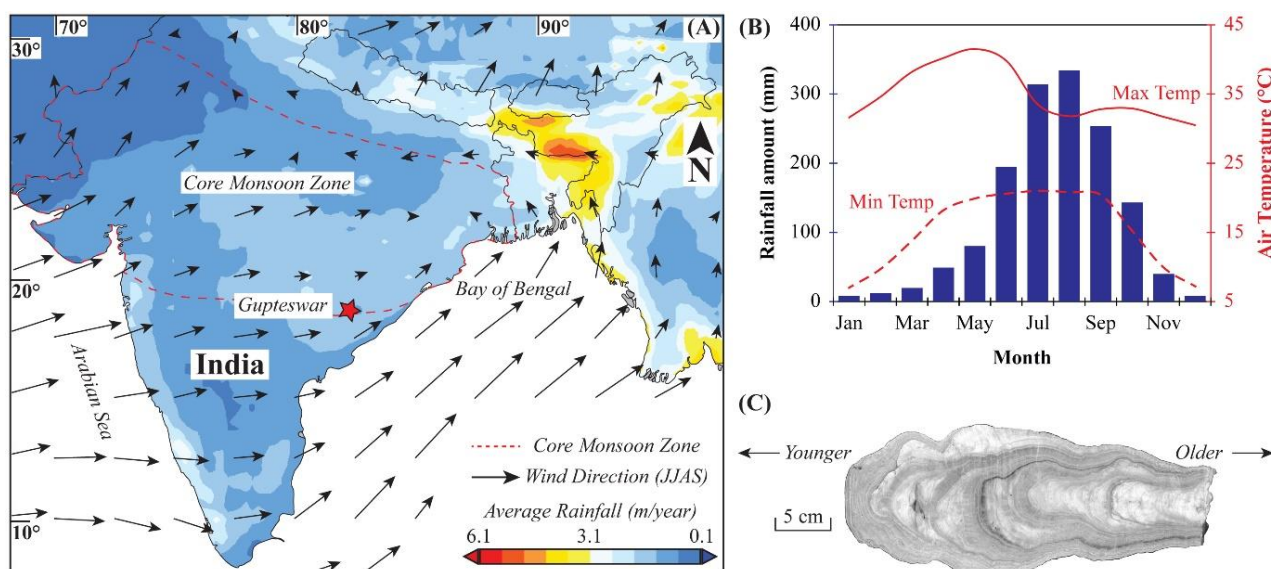 70° 80° 90° (A)
30°
Core Monsoon Zone
N
20°
Gupteswar
Bay of Bengal
India
Arabian Sea
Core Monsoon Zone
Wind Direction (JJAS)
Average Rainfall (m/year)
10°
6.1 3.1 0.1
(B)
400 45
300 35
200 25
100 15
0 5
Rainfall amount (mm)
Air Temperature (°C)
Max Temp
Min Temp
Jan Mar May Jul Sep Nov
Month
(C)
Younger Older
5 cm